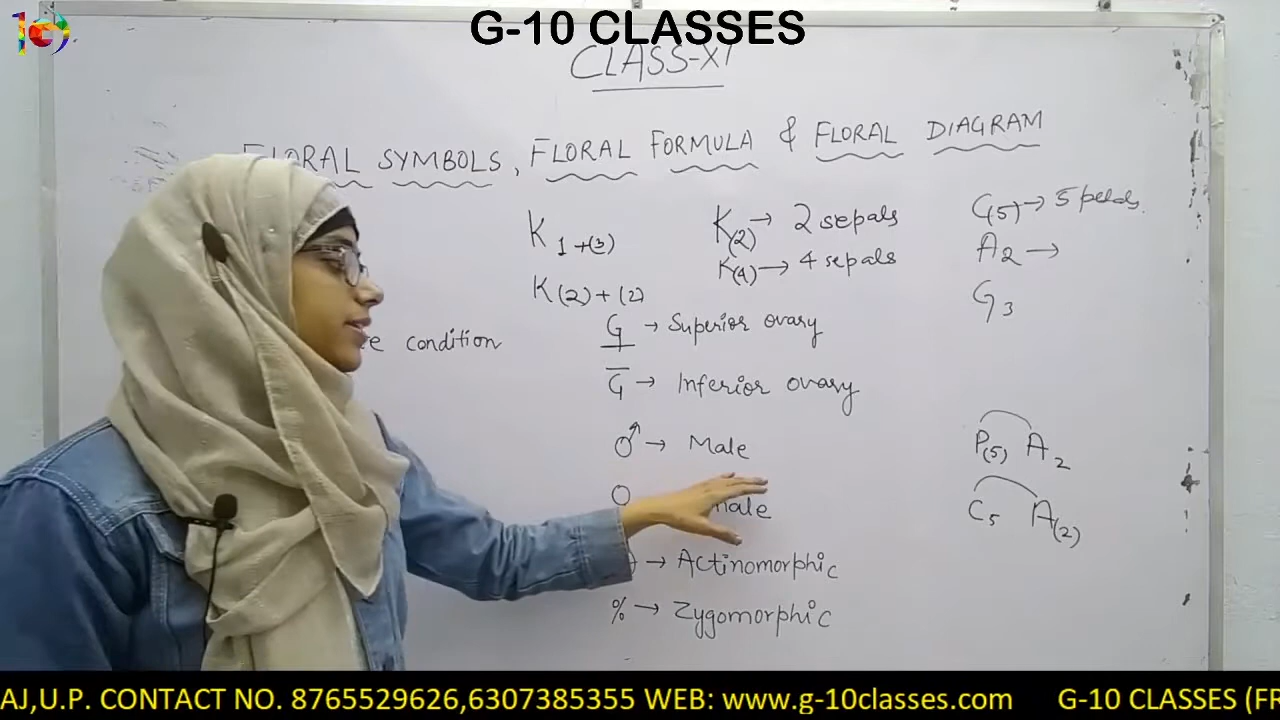 G-10 CLASSES
CLASS-XI
FLORAL SYMBOLS, FLORAL FORMULA & FLORAL DIAGRAM
K1+(3)
K(2) → 2 sepals
C(5) → 5 petals
K(4) → 4 sepals
A2 →
K(2)+(2)
G3
G → Superior ovary
condition
G̅ → Inferior ovary
♂ → Male
P(5) A2
C5 A(2)
→ Actinomorphic
% → Zygomorphic
AJ,U.P. CONTACT NO. 8765529626,6307385355 WEB: www.g-10classes.com G-10 CLASSES (FR